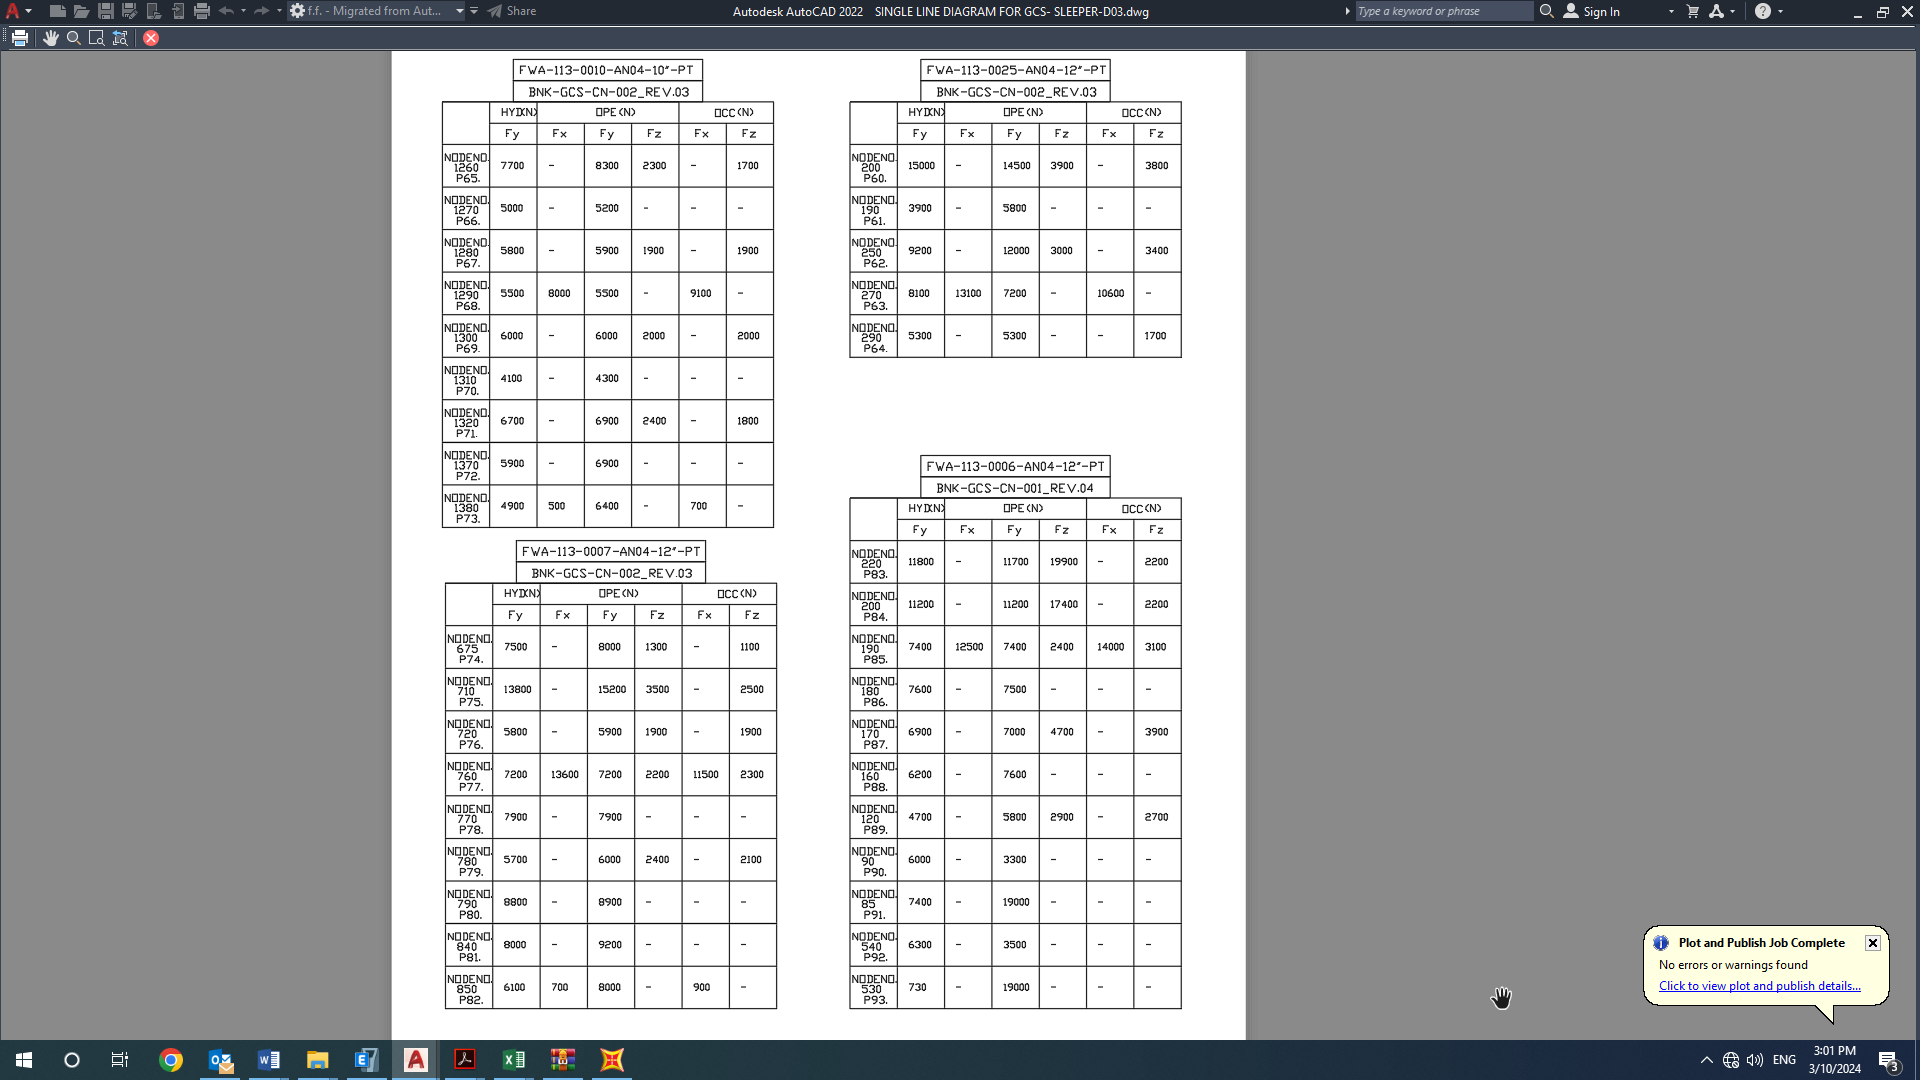 f.f. - Migrated from Aut...
Share
Autodesk AutoCAD 2022 SINGLE LINE DIAGRAM FOR GCS- SLEEPER-D03.dwg
Type a keyword or phrase
Sign In
FWA-113-0010-AN04-10"-PT
BNK-GCS-CN-002_REV.03
HYD(N) OPE(N) OCC(N)
Fy Fx Fy Fz Fx Fz
NODENO. 1260 P65. 7700 - 8300 2300 - 1700
NODENO. 1270 P66. 5000 - 5200 - - -
NODENO. 1280 P67. 5800 - 5900 1900 - 1900
NODENO. 1290 P68. 5500 8000 5500 - 9100 -
NODENO. 1300 P69. 6000 - 6000 2000 - 2000
NODENO. 1310 P70. 4100 - 4300 - - -
NODENO. 1320 P71. 6700 - 6900 2400 - 1800
NODENO. 1370 P72. 5900 - 6900 - - -
NODENO. 1380 P73. 4900 500 6400 - 700 -
FWA-113-0007-AN04-12"-PT
BNK-GCS-CN-002_REV.03
HYD(N) OPE(N) OCC(N)
Fy Fx Fy Fz Fx Fz
NODENO. 675 P74. 7500 - 8000 1300 - 1100
NODENO. 710 P75. 13800 - 15200 3500 - 2500
NODENO. 720 P76. 5800 - 5900 1900 - 1900
NODENO. 760 P77. 7200 13600 7200 2200 11500 2300
NODENO. 770 P78. 7900 - 7900 - - -
NODENO. 780 P79. 5700 - 6000 2400 - 2100
NODENO. 790 P80. 8800 - 8900 - - -
NODENO. 840 P81. 8000 - 9200 - - -
NODENO. 850 P82. 6100 700 8000 - 900 -
FWA-113-0025-AN04-12"-PT
BNK-GCS-CN-002_REV.03
HYD(N) OPE(N) OCC(N)
Fy Fx Fy Fz Fx Fz
NODENO. 200 P60. 15000 - 14500 3900 - 3800
NODENO. 190 P61. 3900 - 5800 - - -
NODENO. 250 P62. 9200 - 12000 3000 - 3400
NODENO. 270 P63. 8100 13100 7200 - 10600 -
NODENO. 290 P64. 5300 - 5300 - - 1700
FWA-113-0006-AN04-12"-PT
BNK-GCS-CN-001_REV.04
HYD(N) OPE(N) OCC(N)
Fy Fx Fy Fz Fx Fz
NODENO. 220 P83. 11800 - 11700 19900 - 2200
NODENO. 200 P84. 11200 - 11200 17400 - 2200
NODENO. 190 P85. 7400 12500 7400 2400 14000 3100
NODENO. 180 P86. 7600 - 7500 - - -
NODENO. 170 P87. 6900 - 7000 4700 - 3900
NODENO. 160 P88. 6200 - 7600 - - -
NODENO. 120 P89. 4700 - 5800 2900 - 2700
NODENO. 90 P90. 6000 - 3300 - - -
NODENO. 85 P91. 7400 - 19000 - - -
NODENO. 540 P92. 6300 - 3500 - - -
NODENO. 530 P93. 730 - 19000 - - -
Plot and Publish Job Complete
No errors or warnings found
Click to view plot and publish details...
ENG
3:01 PM
3/10/2024
3